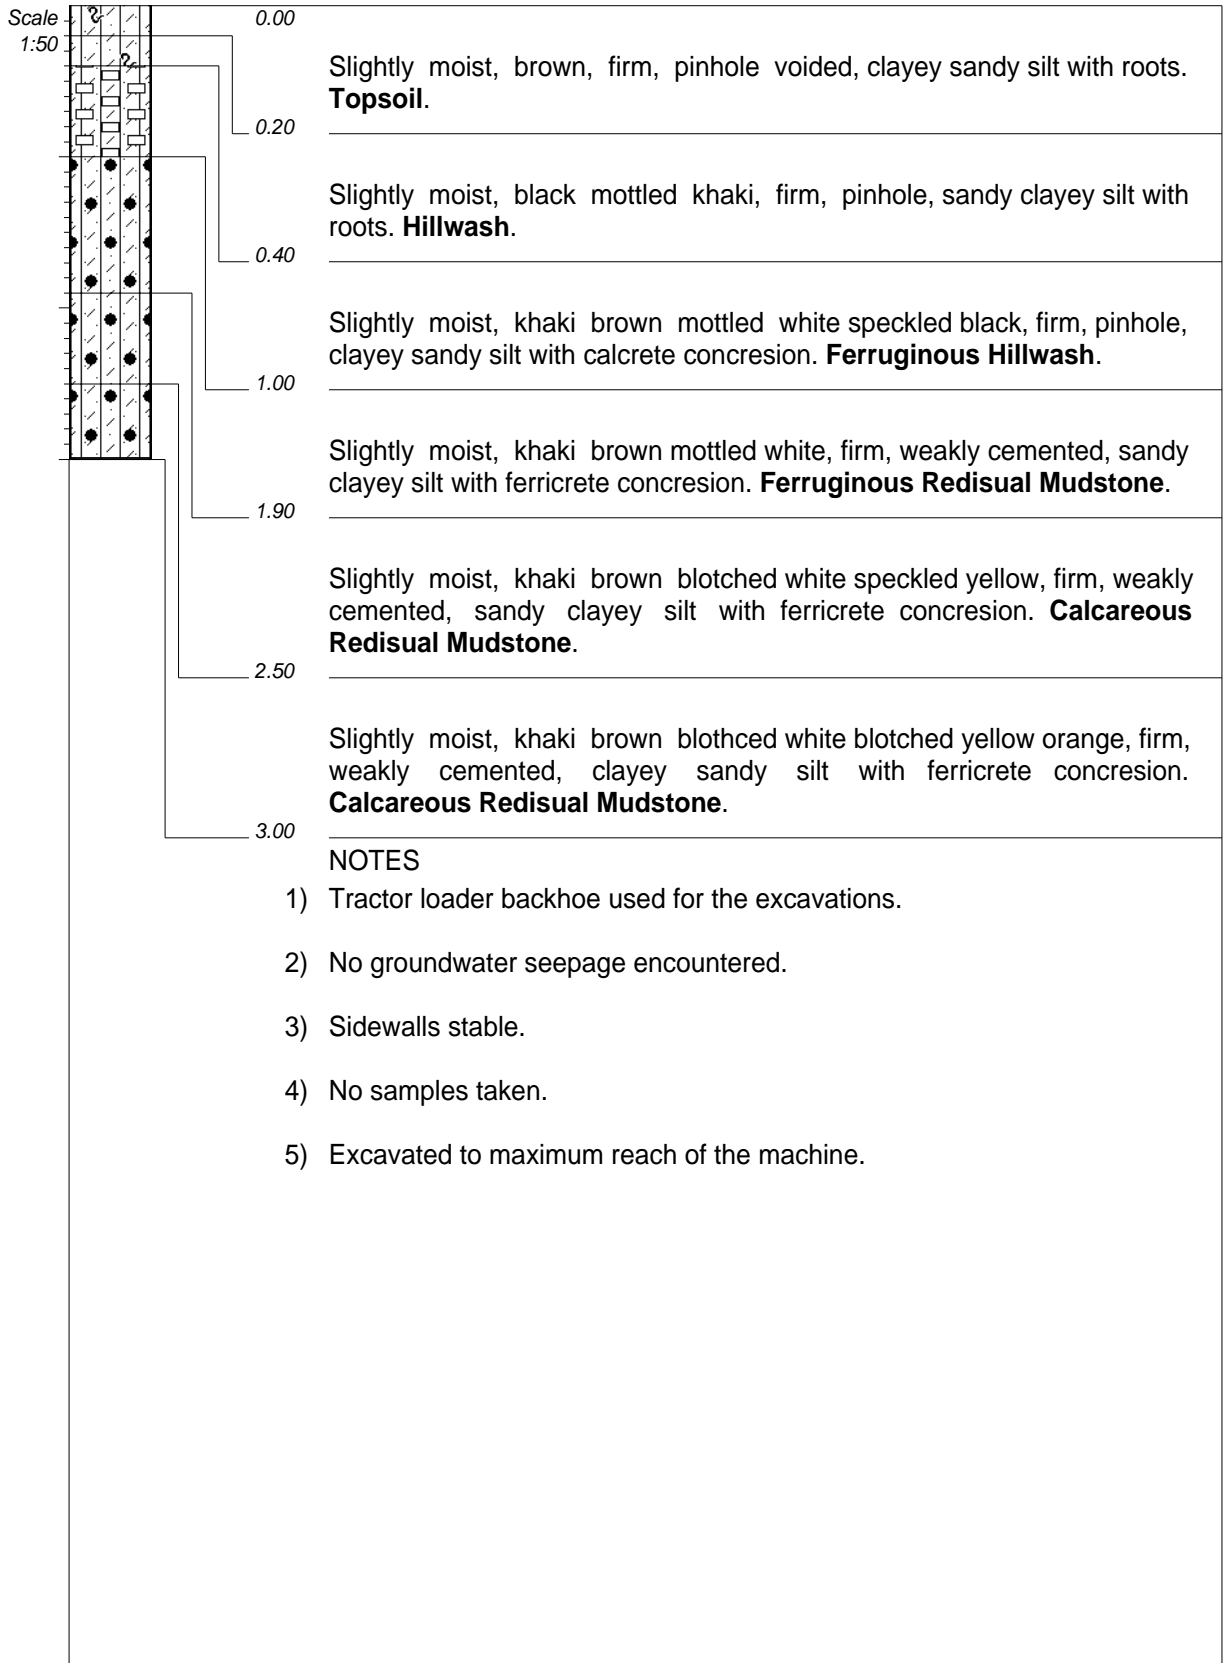 Scale
1:50
0.00
Slightly moist, brown, firm, pinhole voided, clayey sandy silt with roots.
Topsoil.
0.20
Slightly moist, black mottled khaki, firm, pinhole, sandy clayey silt with
roots. Hillwash.
0.40
Slightly moist, khaki brown mottled white speckled black, firm, pinhole,
clayey sandy silt with calcrete concresion. Ferruginous Hillwash.
1.00
Slightly moist, khaki brown mottled white, firm, weakly cemented, sandy
clayey silt with ferricrete concresion. Ferruginous Redisual Mudstone.
1.90
Slightly moist, khaki brown blotched white speckled yellow, firm, weakly
cemented, sandy clayey silt with ferricrete concresion. Calcareous
Redisual Mudstone.
2.50
Slightly moist, khaki brown blothced white blotched yellow orange, firm,
weakly cemented, clayey sandy silt with ferricrete concresion.
Calcareous Redisual Mudstone.
3.00
NOTES
1) Tractor loader backhoe used for the excavations.
2) No groundwater seepage encountered.
3) Sidewalls stable.
4) No samples taken.
5) Excavated to maximum reach of the machine.